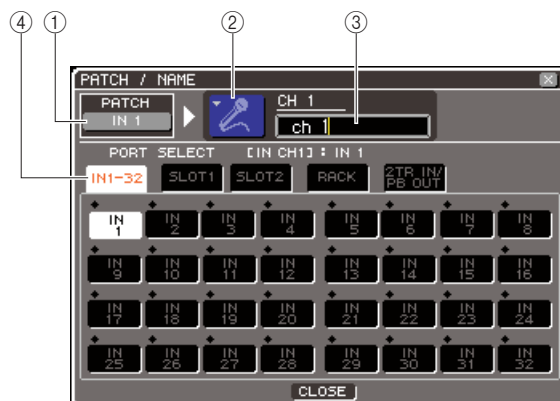 ④ ① ② ③
PATCH / NAME
PATCH
IN 1
CH 1
ch 1
PORT SELECT [IN CH1] : IN 1
IN1-32 SLOT1 SLOT2 RACK 2TR IN/ PB OUT
IN 1 IN 2 IN 3 IN 4 IN 5 IN 6 IN 7 IN 8
IN 9 IN 10 IN 11 IN 12 IN 13 IN 14 IN 15 IN 16
IN 17 IN 18 IN 19 IN 20 IN 21 IN 22 IN 23 IN 24
IN 25 IN 26 IN 27 IN 28 IN 29 IN 30 IN 31 IN 32
CLOSE